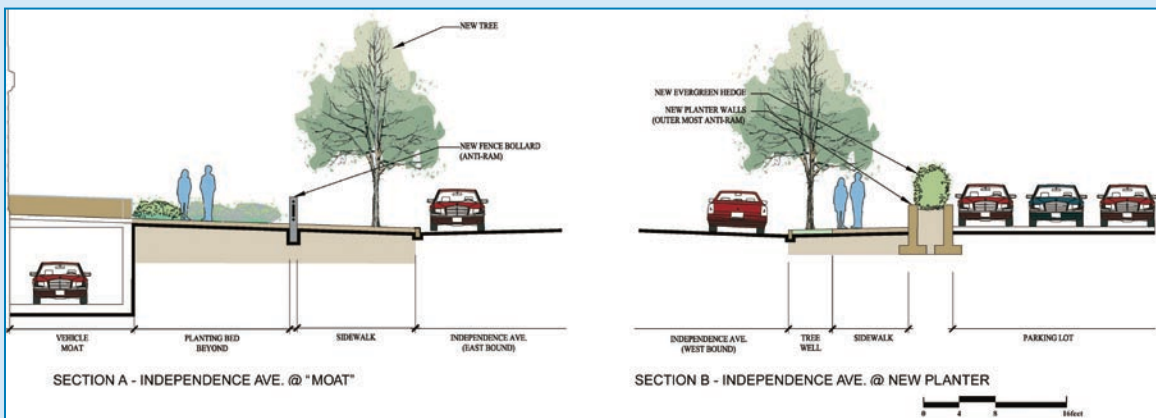 NEW TREE
NEW FENCE BOLLARD
(ANTI-RAM)
VEHICLE
MOAT
PLANTING BED
BEYOND
SIDEWALK
INDEPENDENCE AVE.
(EAST BOUND)
SECTION A - INDEPENDENCE AVE. @ "MOAT"
NEW EVERGREEN HEDGE
NEW PLANTER WALLS
(OUTER MOST ANTI-RAM)
INDEPENDENCE AVE.
(WEST BOUND)
TREE
WELL
SIDEWALK
PARKING LOT
SECTION B - INDEPENDENCE AVE. @ NEW PLANTER
0 4 8 16feet